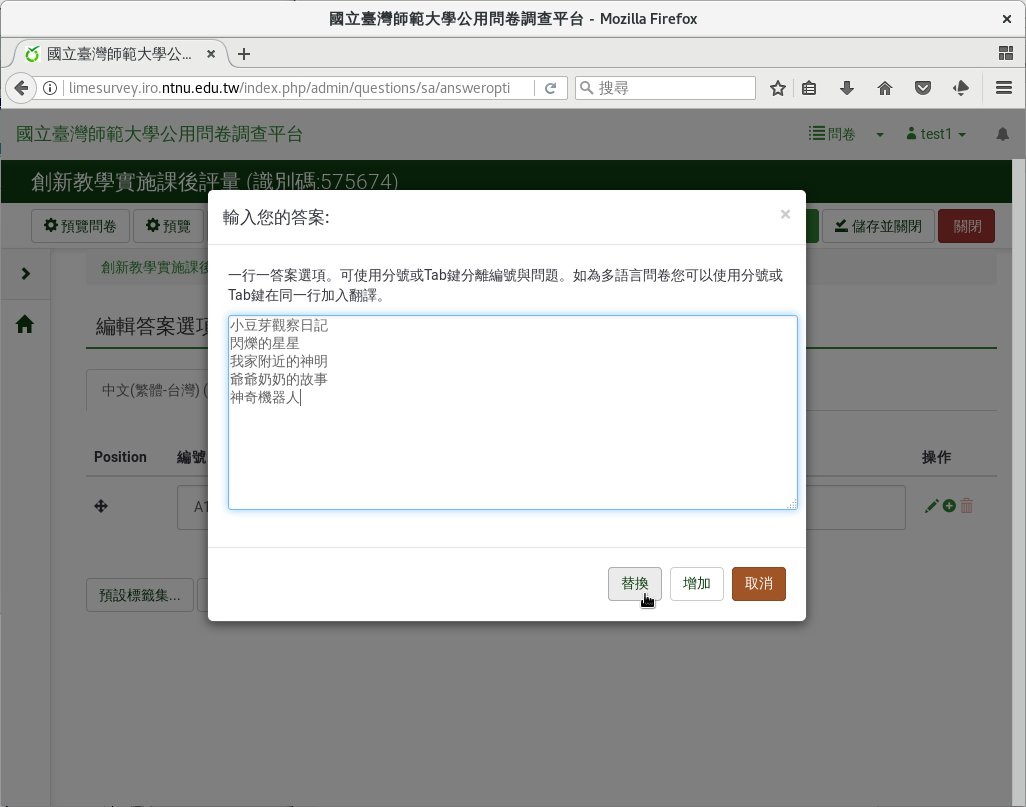 國立臺灣師範大學公用問卷調查平台 - Mozilla Firefox
國立臺灣師範大學公...
limesurvey.iro.ntnu.edu.tw/index.php/admin/questions/sa/answeropti
搜尋
國立臺灣師範大學公用問卷調查平台
問卷
test1
創新教學實施課後評量 (識別碼:575674)
預覽問卷
預覽
儲存並關閉
關閉
輸入您的答案:
×
創新教學實施課後
一行一答案選項。可使用分號或Tab鍵分離編號與問題。如為多語言問卷您可以使用分號或
Tab鍵在同一行加入翻譯。
編輯答案選項
小豆芽觀察日記
閃爍的星星
我家附近的神明
爺爺奶奶的故事
神奇機器人
中文(繁體-台灣) (
Position
編號
操作
A1
預設標籤集...
替換
增加
取消